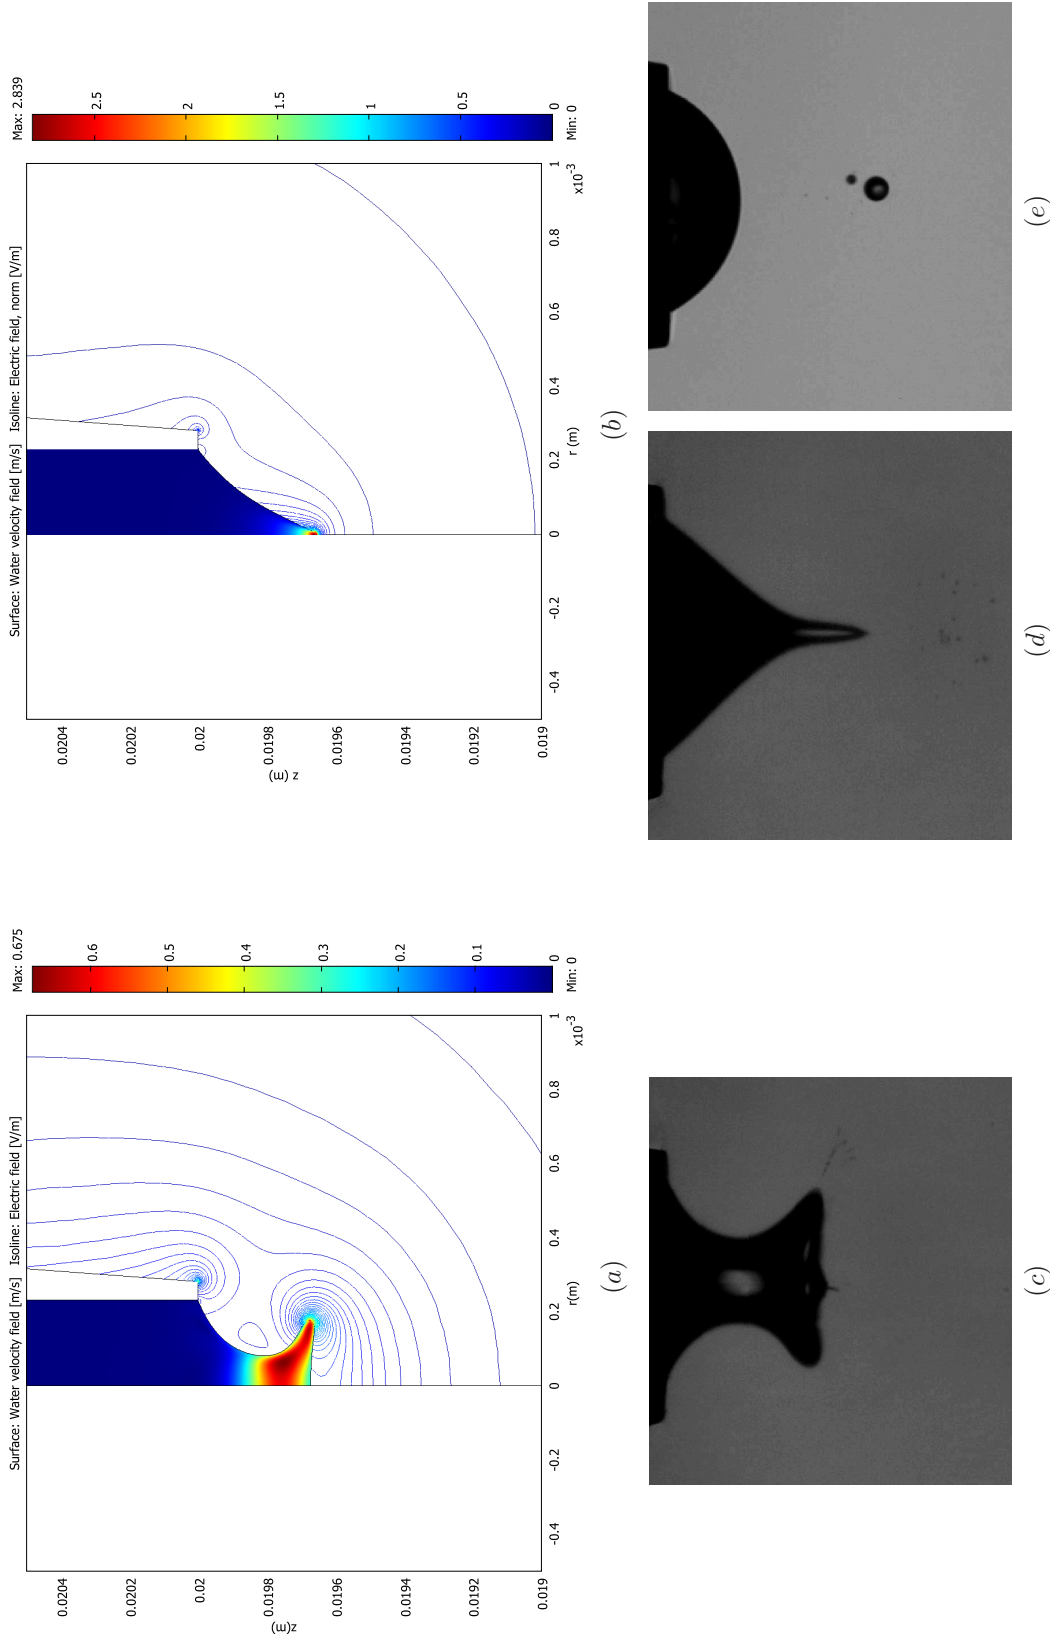 Surface: Water velocity field [m/s]   Isoline: Electric field [V/m]
Max: 0.675
0.0204
0.0202
0.02
0.0198
0.0196
0.0194
0.0192
0.019
z(m)
-0.4
-0.2
0
0.2
0.4
0.6
0.8
1
x10-3
r(m)
0.6
0.5
0.4
0.3
0.2
0.1
0
Min: 0
(a)
Surface: Water velocity field [m/s]   Isoline: Electric field, norm [V/m]
Max: 2.839
0.0204
0.0202
0.02
0.0198
0.0196
0.0194
0.0192
0.019
z (m)
-0.4
-0.2
0
0.2
0.4
0.6
0.8
1
x10-3
r (m)
2.5
2
1.5
1
0.5
0
Min: 0
(b)
(c)
(d)
(e)